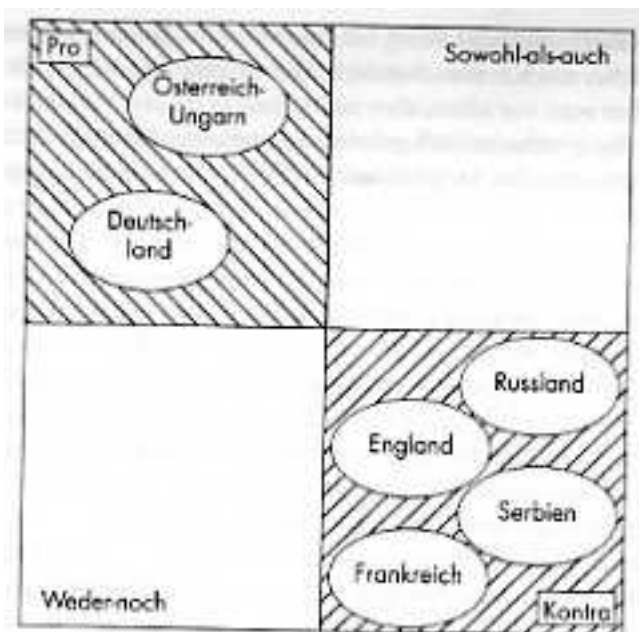 Pro
Sowohl-als-auch
Österreich-
Ungarn
Deutsch-
land
Russland
England
Serbien
Frankreich
Weder-noch
Kontra